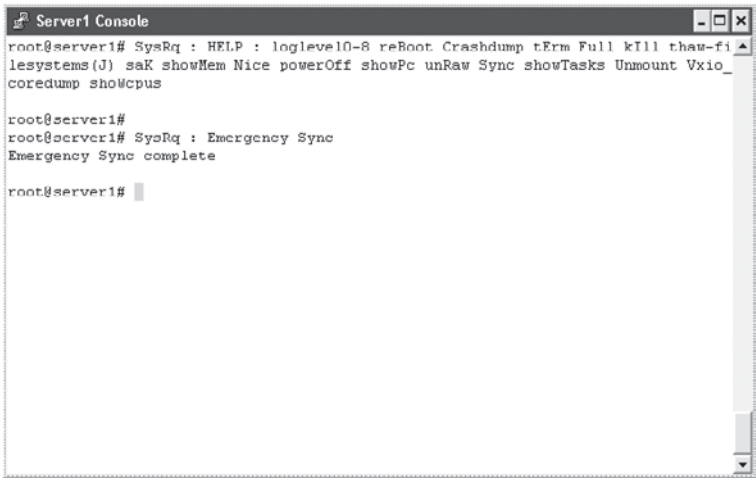 Server1 Console
root@server1# SysRq : HELP : loglevel0-8 reBoot Crashdump tErm Full kIll thaw-fi
lesystems(J) saK showMem Nice powerOff showPc unRaw Sync showTasks Unmount Vxio_
coredump shoWcpus
root@server1#
root@server1# SysRq : Emergency Sync
Emergency Sync complete
root@server1#